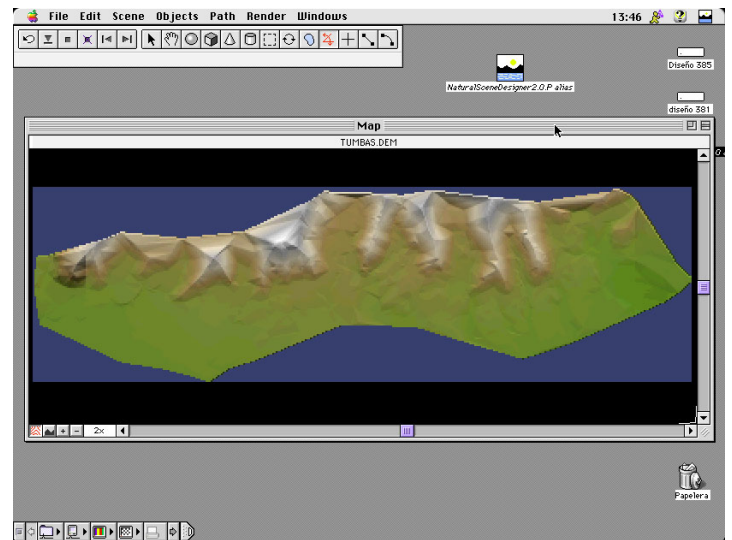 File Edit Scene Objects Path Render Windows 13:46
Diseño 385
NaturalSceneDesigner2.0.P alias
diseño 381
Map
TUMBAS.DEM
2x
Papelera